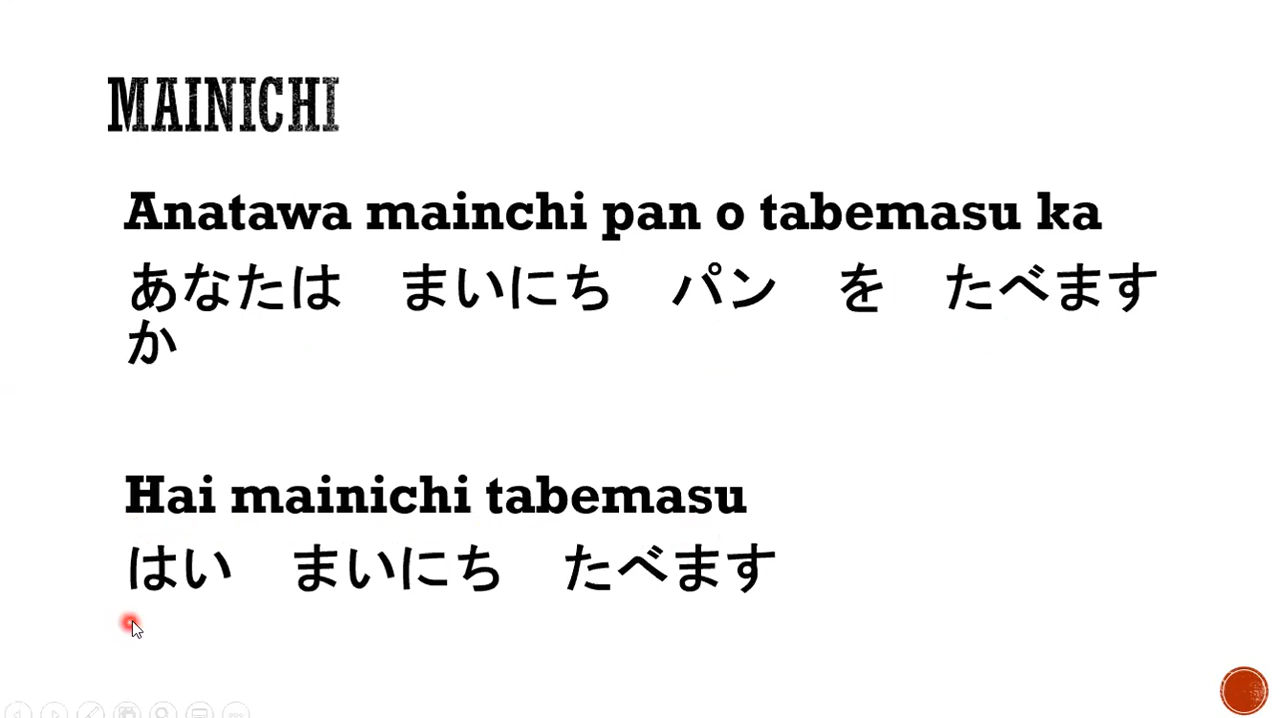 MAINICHI
Anatawa mainchi pan o tabemasu ka
あなたは　まいにち　パン　を　たべます
か
Hai mainichi tabemasu
はい　まいにち　たべます